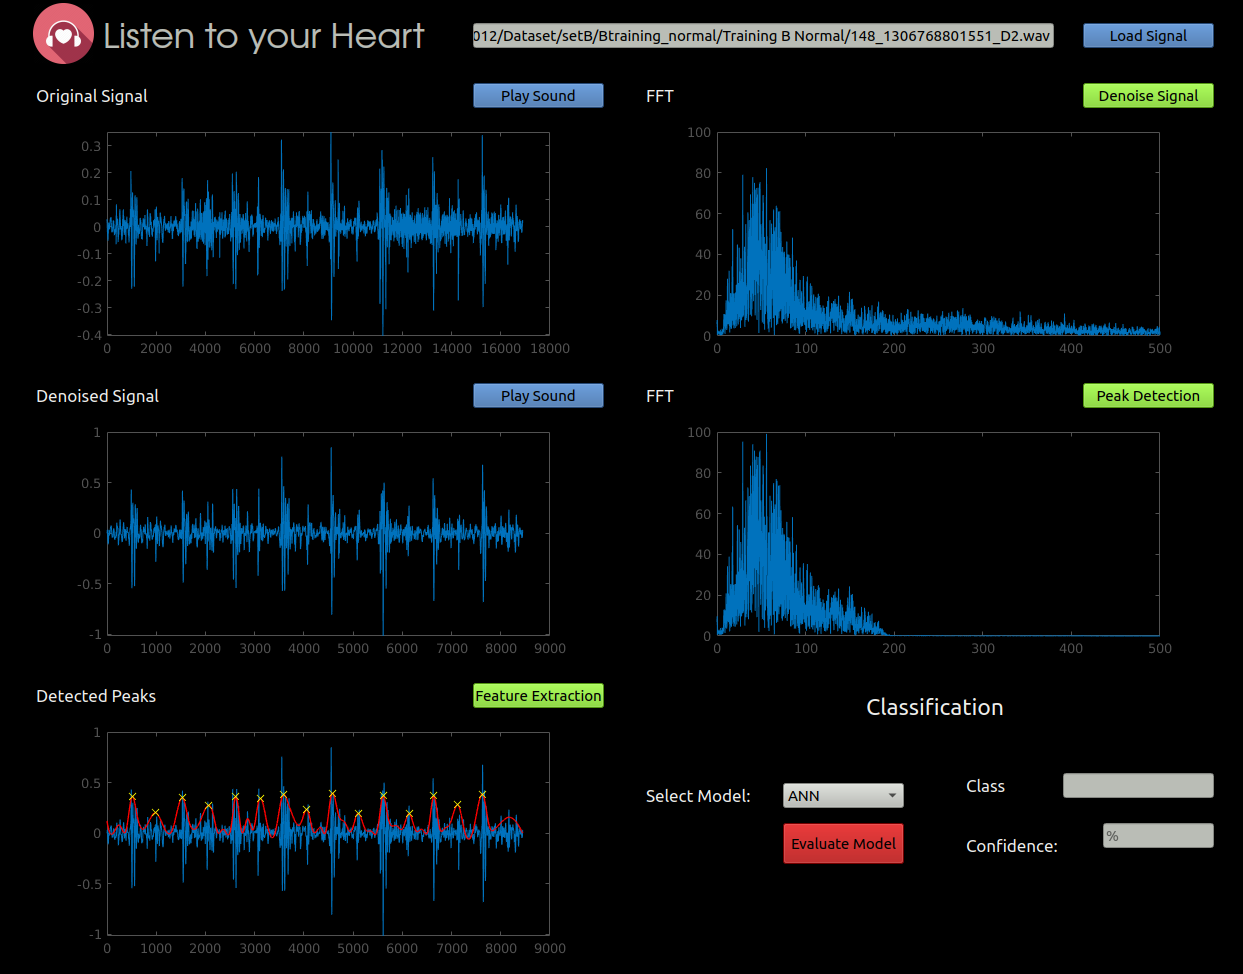 Listen to your Heart
012/Dataset/setB/Btraining_normal/Training B Normal/148_1306768801551_D2.wav
Load Signal
Original Signal
Play Sound
FFT
Denoise Signal
0.3
0.2
0.1
0
-0.1
-0.2
-0.3
-0.4
0 2000 4000 6000 8000 10000 12000 14000 16000 18000
100
80
60
40
20
0
0 100 200 300 400 500
Denoised Signal
Play Sound
FFT
Peak Detection
1
0.5
0
-0.5
-1
0 1000 2000 3000 4000 5000 6000 7000 8000 9000
100
80
60
40
20
0
0 100 200 300 400 500
Detected Peaks
Feature Extraction
1
0.5
0
-0.5
-1
0 1000 2000 3000 4000 5000 6000 7000 8000 9000
Classification
Select Model:
ANN
Evaluate Model
Class
Confidence:
%